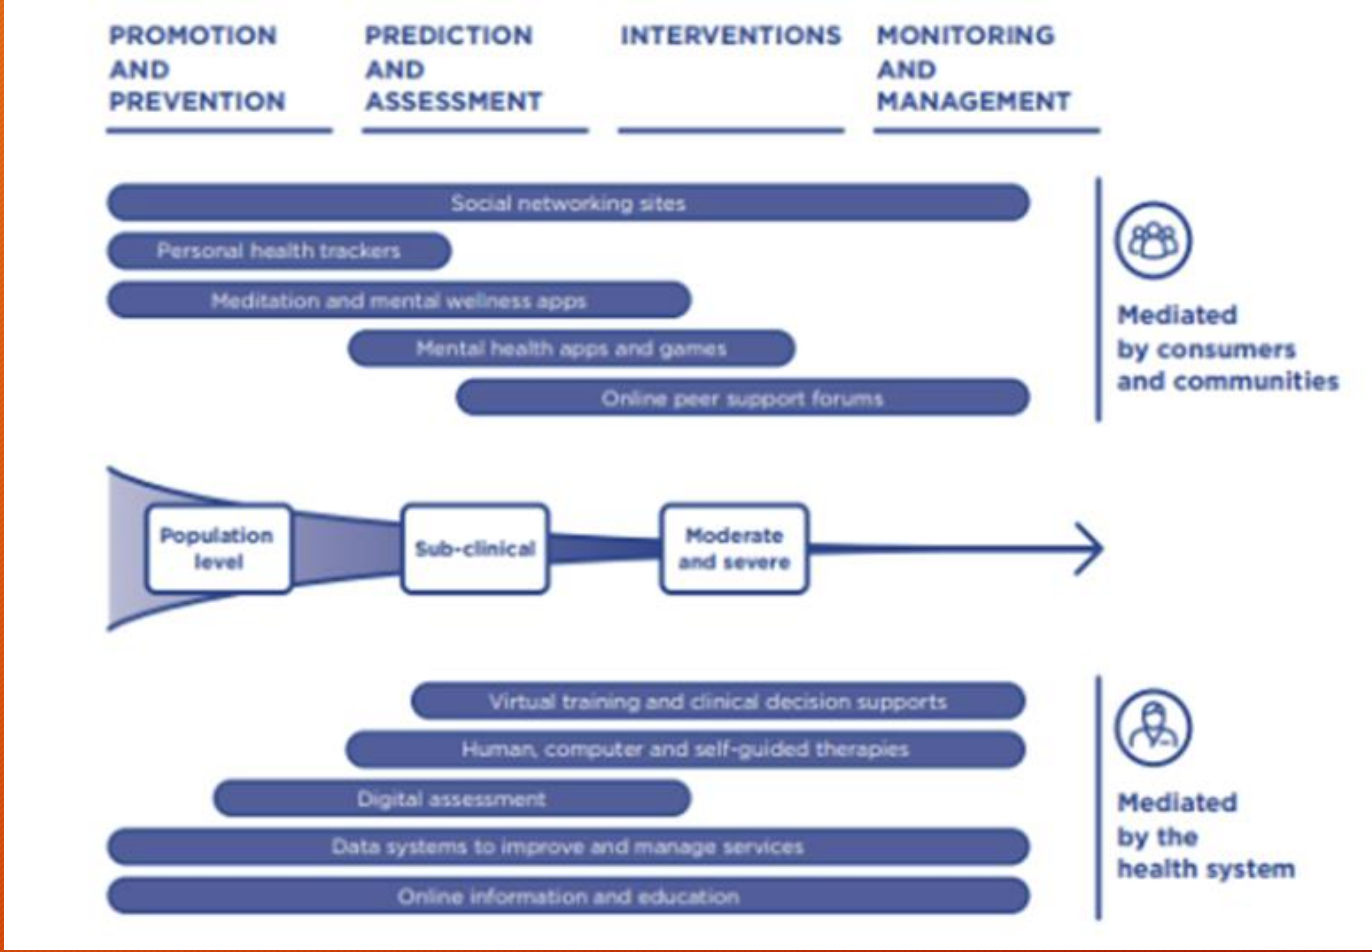 PROMOTION
AND
PREVENTION
PREDICTION
AND
ASSESSMENT
INTERVENTIONS
MONITORING
AND
MANAGEMENT
Social networking sites
Personal health trackers
Meditation and mental wellness apps
Mental health apps and games
Online peer support forums
Mediated
by consumers
and communities
Population
level
Sub-clinical
Moderate
and severe
Virtual training and clinical decision supports
Human, computer and self-guided therapies
Digital assessment
Data systems to improve and manage services
Online information and education
Mediated
by the
health system